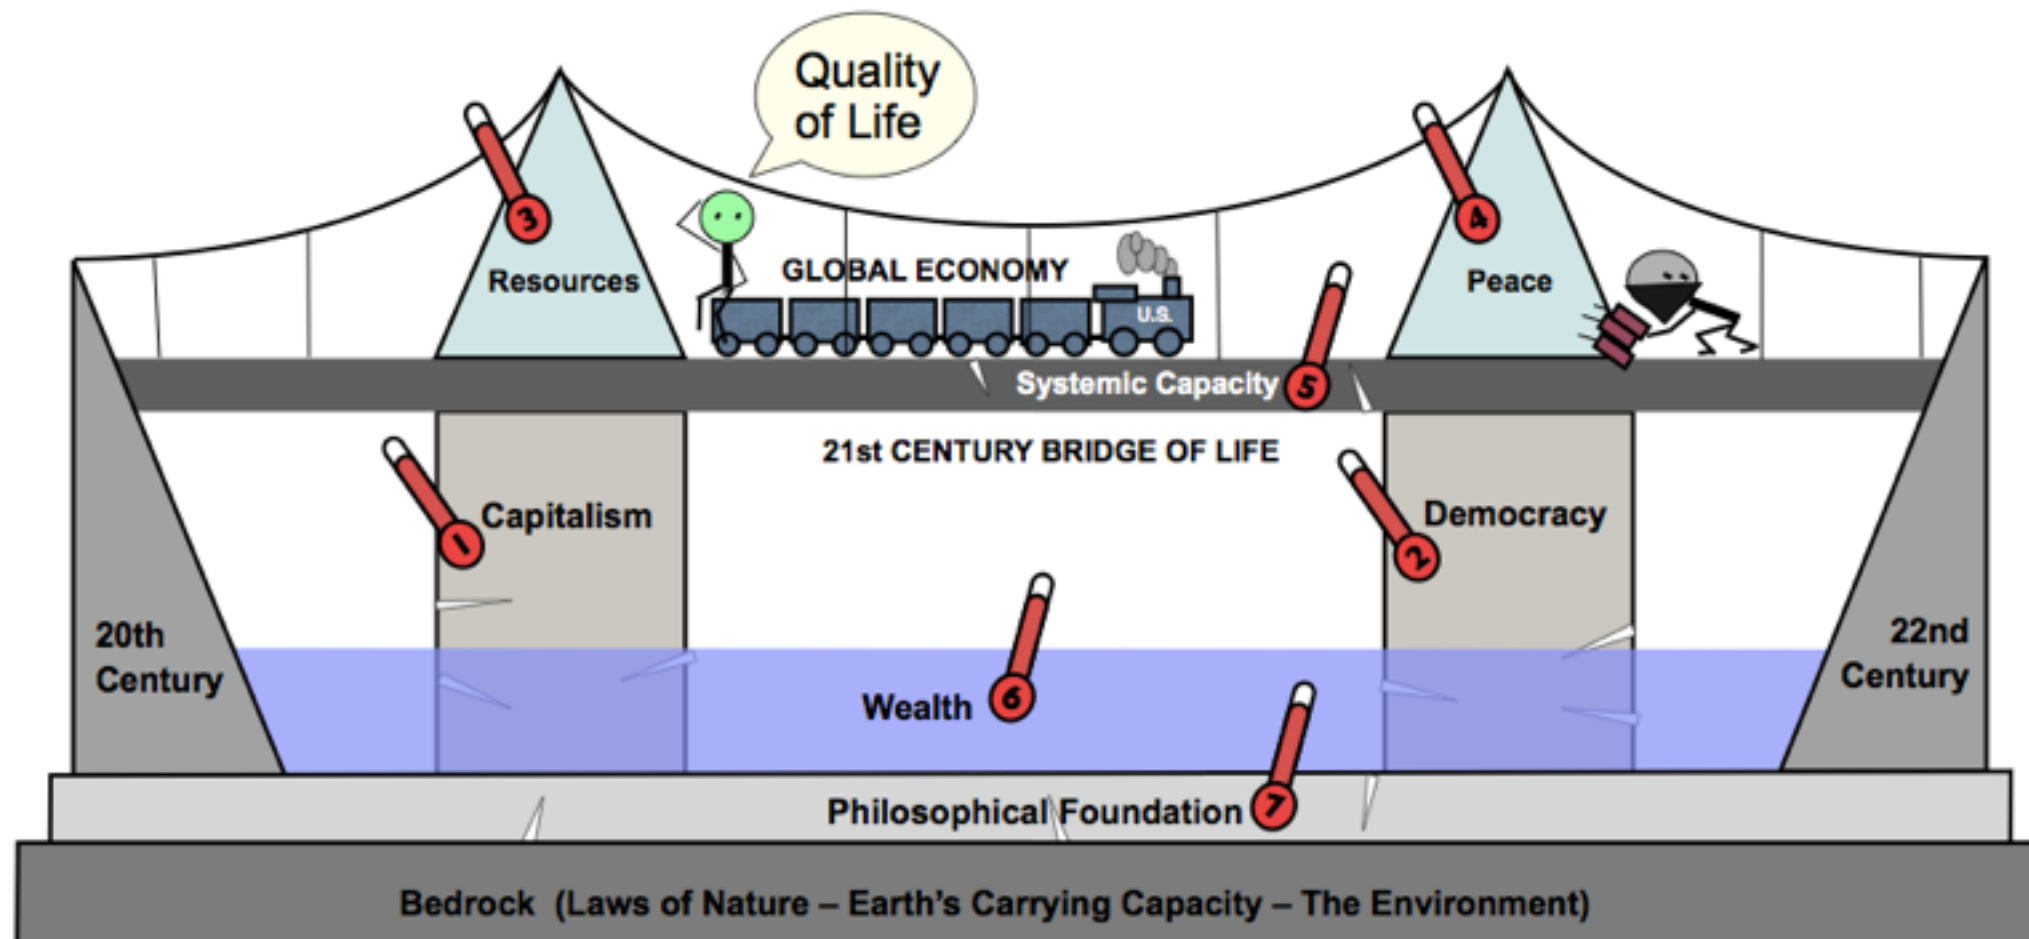 Quality
of Life
3
4
Resources
GLOBAL ECONOMY
Peace
U.S.
Systemic Capacity 5
21st CENTURY BRIDGE OF LIFE
1
Capitalism
2
Democracy
20th
Century
22nd
Century
Wealth 6
Philosophical Foundation 7
Bedrock (Laws of Nature – Earth's Carrying Capacity – The Environment)